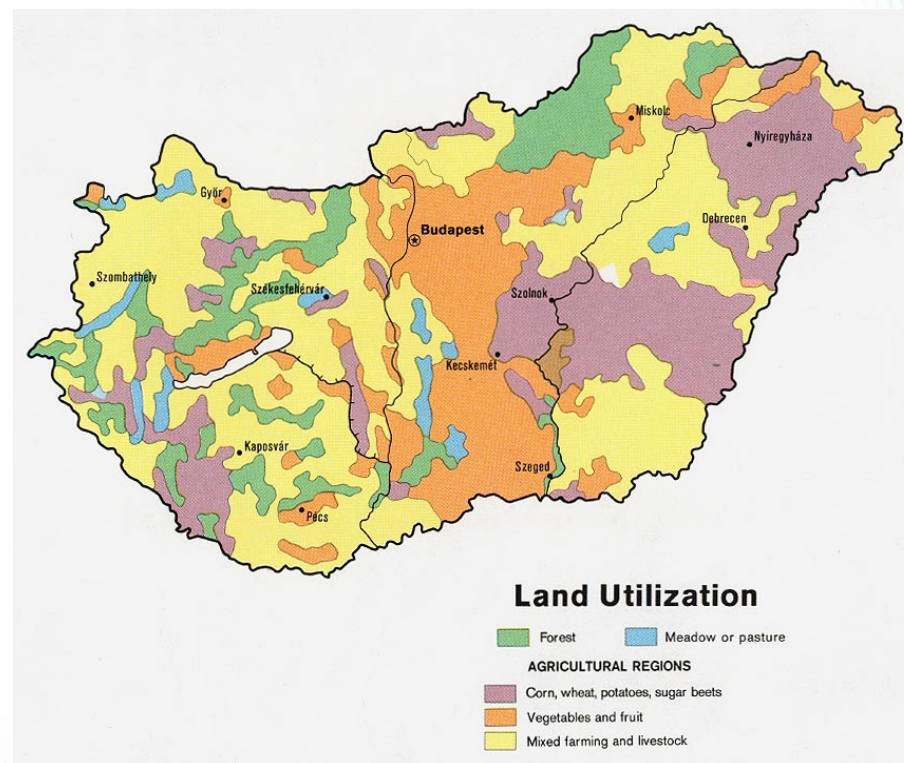 Miskolc
Nyíregyháza
Győr
Debrecen
Budapest
Szombathely
Székesfehérvár
Szolnok
Kecskemét
Kaposvár
Szeged
Pécs
Land Utilization
Forest
Meadow or pasture
AGRICULTURAL REGIONS
Corn, wheat, potatoes, sugar beets
Vegetables and fruit
Mixed farming and livestock